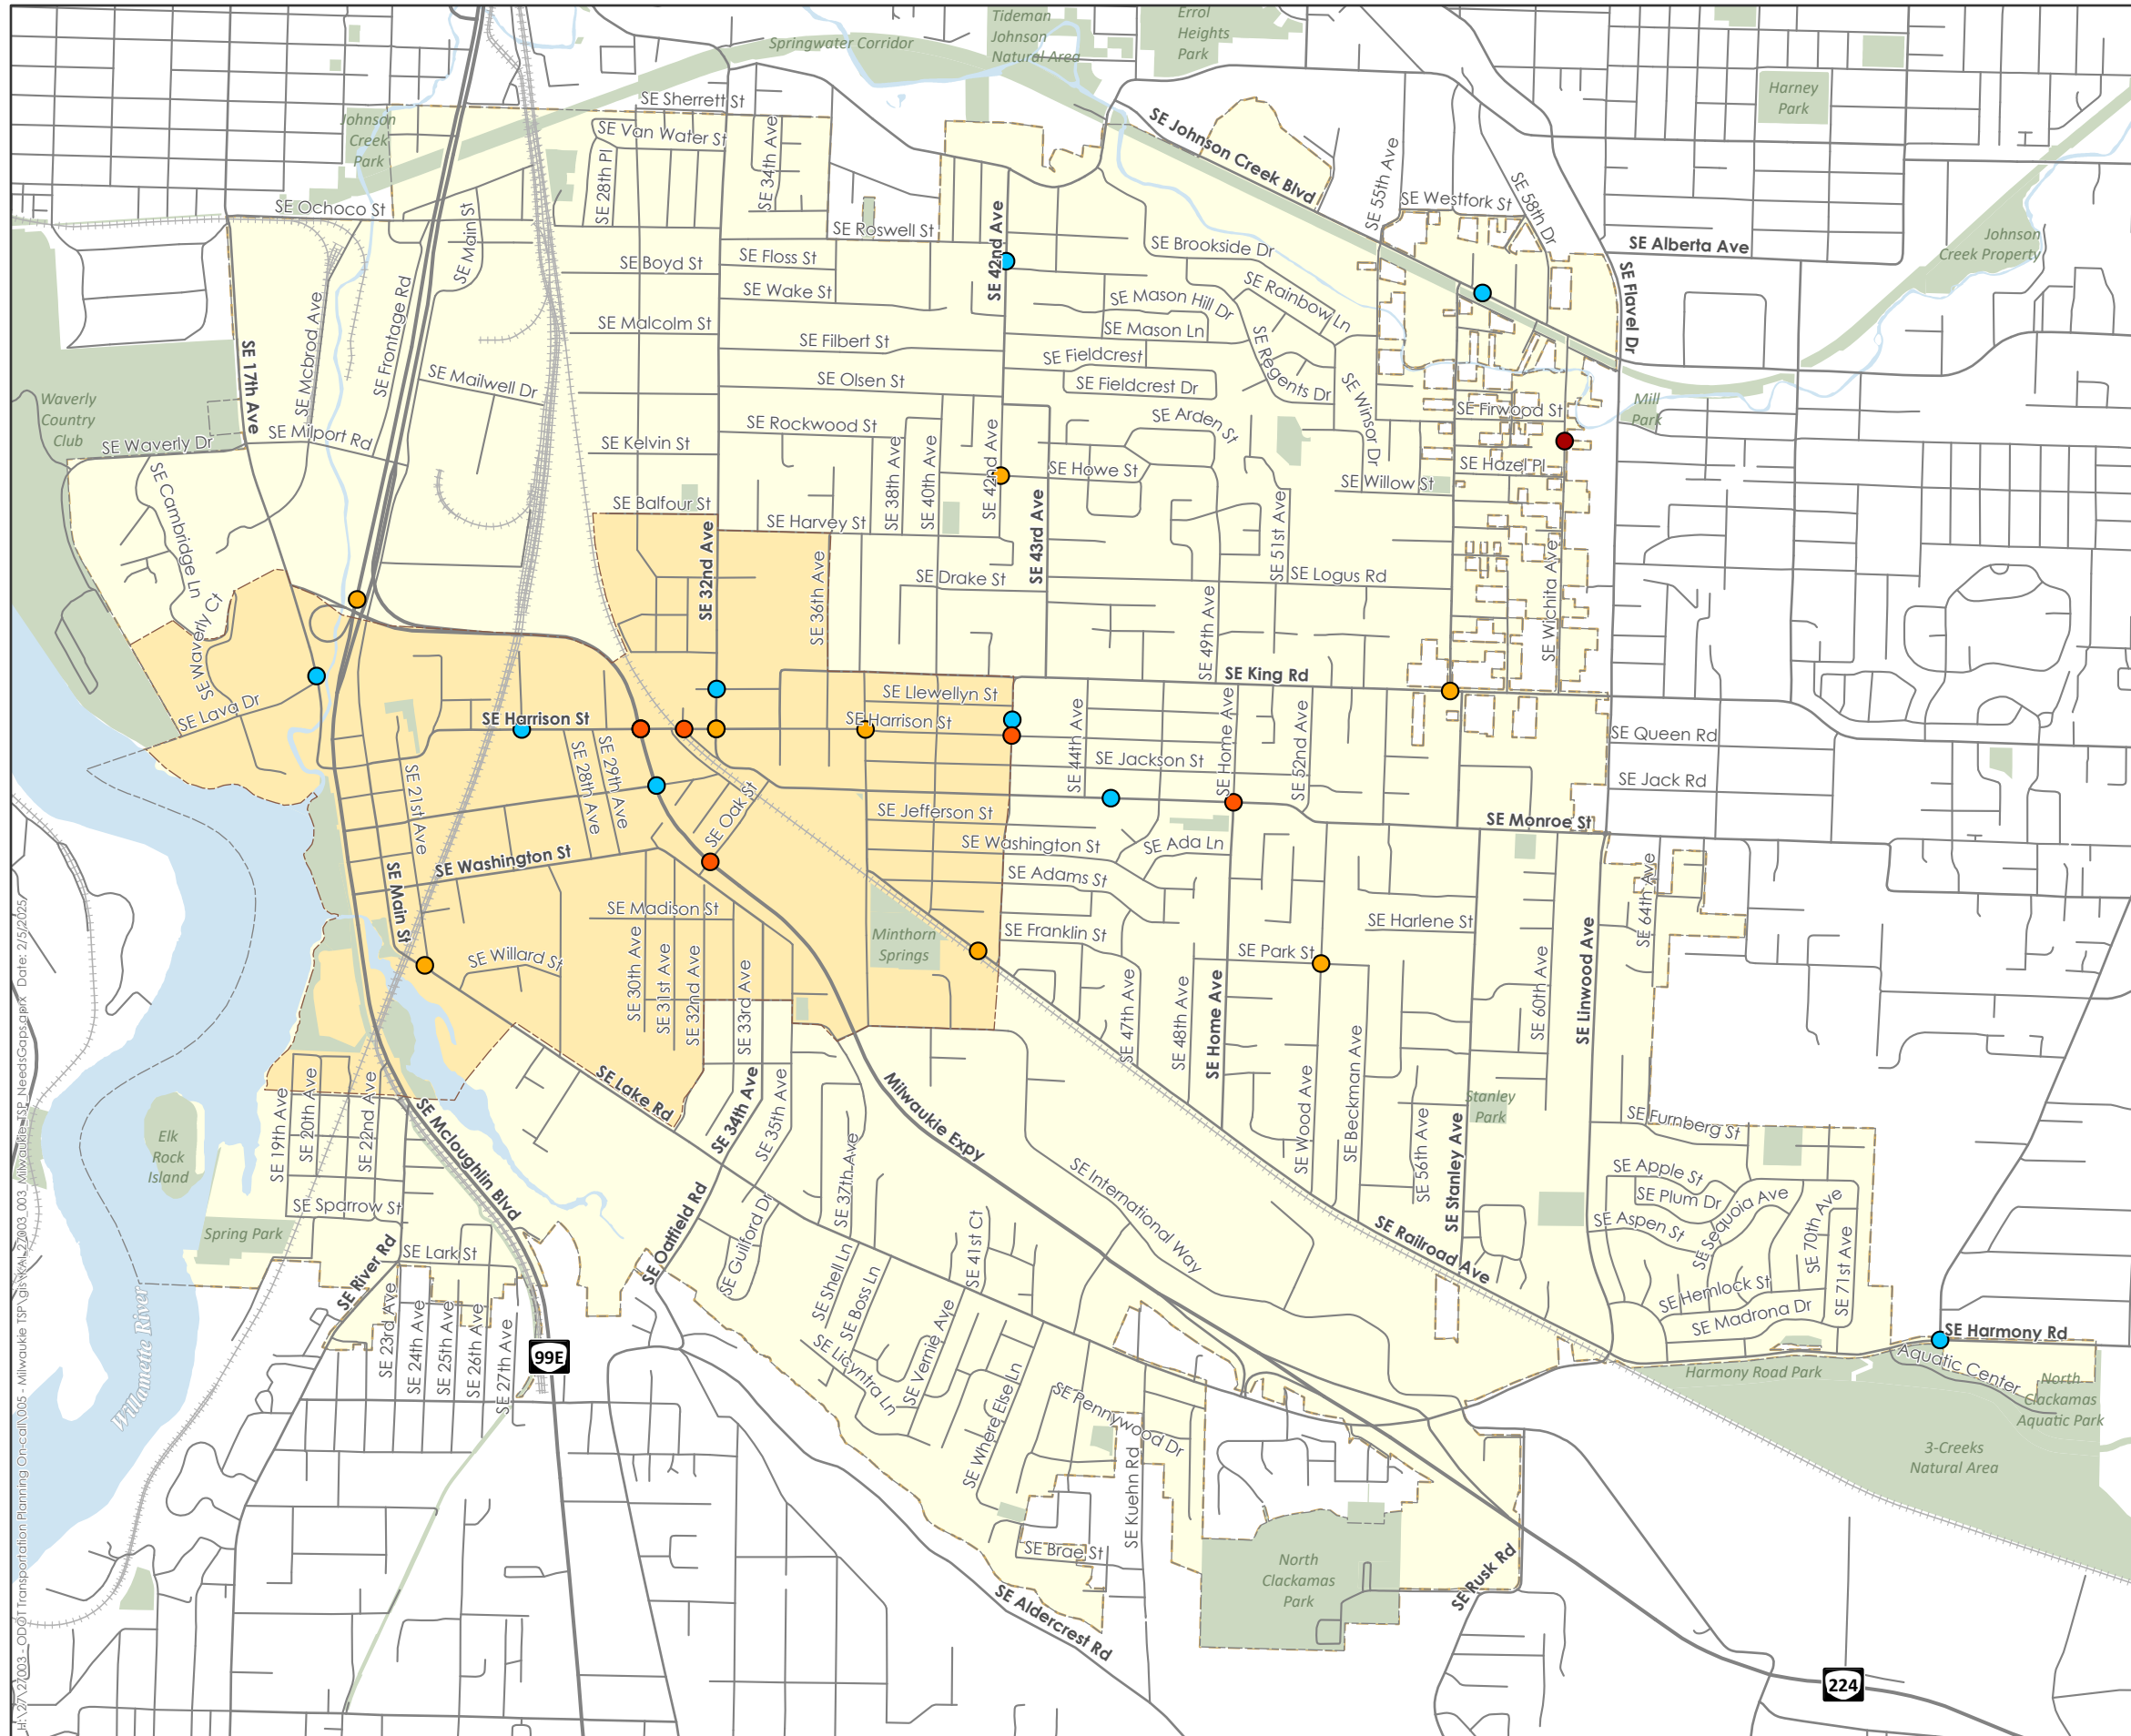 Tideman
Johnson
Natural Area
Errol
Heights
Park
Springwater Corridor
Harney
Park
SE Sherrett St
Johnson
Creek
Park
SE Van Water St
SE 34th Ave
SE Johnson Creek Blvd
SE 28th Pl
SE 55th Ave
SE Westfork St
SE 58th Dr
SE Ochoco St
SE Main St
SE Roswell St
SE 42nd Ave
SE Brookside Dr
SE Alberta Ave
Johnson
Creek Property
SE Boyd St
SE Floss St
SE Flavel Dr
SE Wake St
SE Mason Hill Dr
SE Rainbow Ln
SE Mcbrod Ave
SE Frontage Rd
SE Malcolm St
SE Mason Ln
SE Filbert St
SE Fieldcrest
SE Regents Dr
SE 17th Ave
SE Mailwell Dr
SE Olsen St
SE Fieldcrest Dr
SE Winsor Dr
Waverly
Country
Club
SE Waverly Dr
SE Milport Rd
SE Kelvin St
SE Rockwood St
SE Arden St
SE Firwood St
Mill
Park
SE 38th Ave
SE 40th Ave
SE 42nd Ave
SE Howe St
SE Hazel Pl
SE Willow St
SE Cambridge Ln
SE Balfour St
SE Harvey St
SE 43rd Ave
SE 51st Ave
SE 32nd Ave
SE 36th Ave
SE Drake St
SE Logus Rd
SE Wichita Ave
SE Waverly Ct
SE 49th Ave
SE King Rd
SE Lava Dr
SE Llewellyn St
SE Harrison St
SE Harrison St
SE 44th Ave
SE Home Ave
SE 52nd Ave
SE Queen Rd
SE 28th Ave
SE 29th Ave
SE Jackson St
SE Jack Rd
SE 21st Ave
SE Oak St
SE Jefferson St
SE Monroe St
SE Washington St
SE Washington St
SE Ada Ln
SE Main St
SE Adams St
SE 64th Ave
SE Madison St
SE Harlene St
SE Linwood Ave
Minthorn
Springs
SE Franklin St
SE Willard St
SE Park St
SE 30th Ave
SE 31st Ave
SE 32nd Ave
SE 33rd Ave
SE 47th Ave
SE 48th Ave
SE Home Ave
SE 60th Ave
SE Lake Rd
SE 34th Ave
SE 35th Ave
Milwaukie Expy
SE Wood Ave
SE Beckman Ave
SE 56th Ave
SE Stanley Ave
Stanley
Park
SE Furnberg St
SE 19th Ave
SE 20th Ave
SE 22nd Ave
SE Mcloughlin Blvd
Elk
Rock
Island
SE 37th Ave
SE International Way
SE Apple St
SE Plum Dr
SE Sequoia Ave
SE Aspen St
SE 70th Ave
SE 71st Ave
SE Sparrow St
Spring Park
SE Oatfield Rd
SE Guilford Dr
SE River Rd
SE Lark St
SE Shell Ln
SE Boss Ln
SE 41st Ct
SE Railroad Ave
SE Hemlock St
SE Madrona Dr
SE Harmony Rd
SE 23rd Ave
SE 24th Ave
SE 25th Ave
SE 26th Ave
SE 27th Ave
99E
SE Licyntra Ln
SE Vernie Ave
SE Where Else Ln
SE Pennywood Dr
SE Kuehn Rd
Harmony Road Park
Aquatic Center
North
Clackamas
Aquatic Park
3-Creeks
Natural Area
Willamette River
SE Brae St
North
Clackamas
Park
SE Rusk Rd
SE Aldercrest Rd
224
H:\27\27003 - ODOT Transportation Planning On-call\005 - Milwaukie TSP\gis\KAI_27003_003_Milwaukie_TSP_NeedsGaps.aprx Date: 2/5/2025